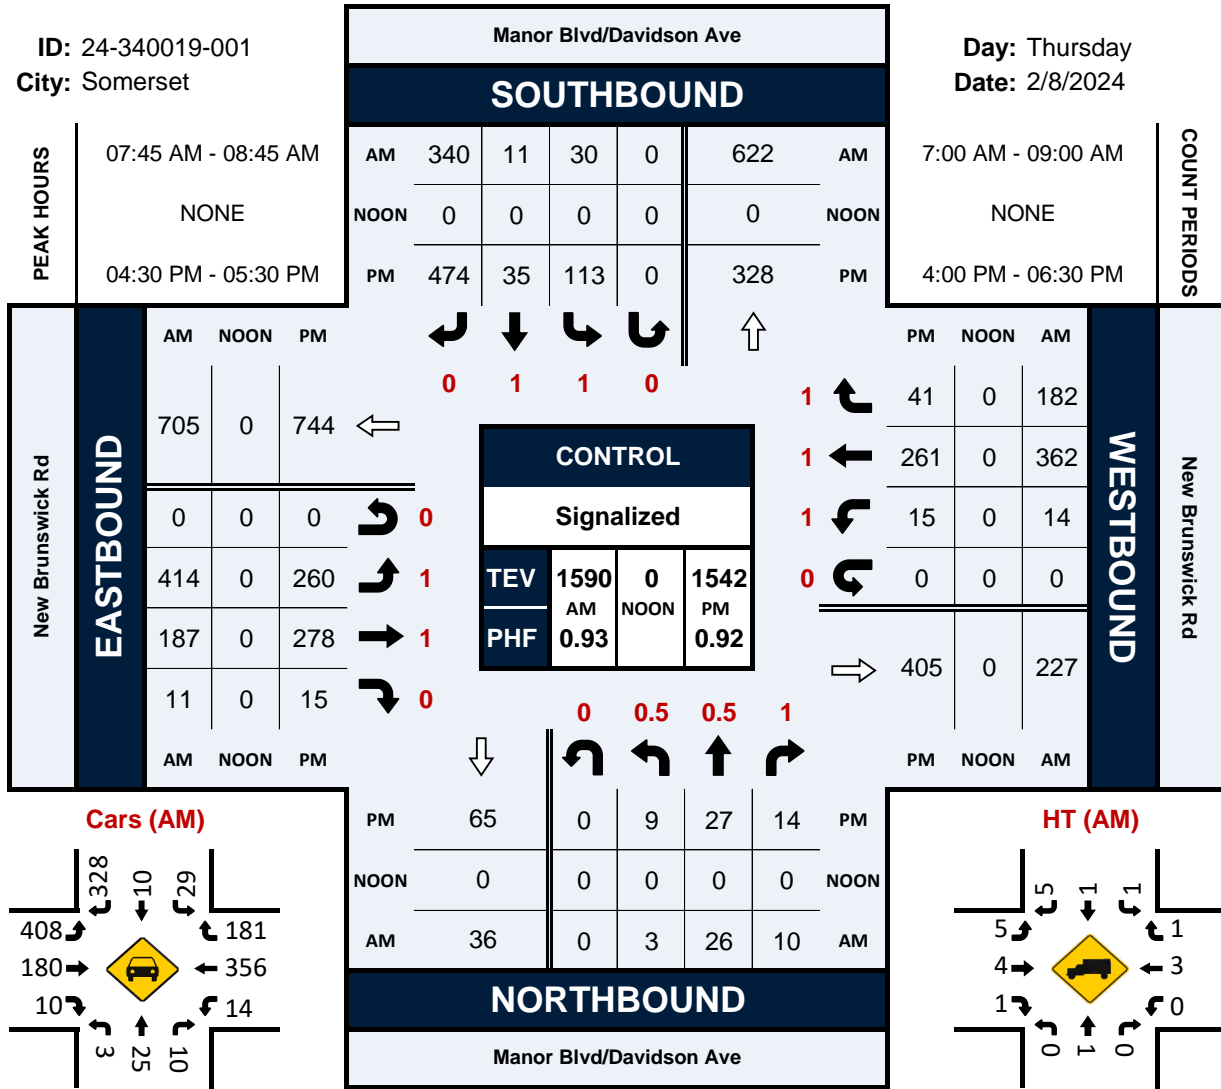 Manor Blvd/Davidson Ave
ID: 24-340019-001
City: Somerset
Day: Thursday
Date: 2/8/2024
SOUTHBOUND
PEAK HOURS
07:45 AM - 08:45 AM
NONE
04:30 PM - 05:30 PM
AM 340 11 30 0 622 AM
NOON 0 0 0 0 0 NOON
PM 474 35 113 0 328 PM
7:00 AM - 09:00 AM
NONE
4:00 PM - 06:30 PM
COUNT PERIODS
0 1 1 0
New Brunswick Rd
EASTBOUND
AM NOON PM
705 0 744
0 0 0 0
414 0 260 1
187 0 278 1
11 0 15 0
AM NOON PM
CONTROL
Signalized
TEV 1590 0 1542
AM NOON PM
PHF 0.93 0.92
PM NOON AM
1 41 0 182
1 261 0 362
1 15 0 14
0 0 0 0
405 0 227
PM NOON AM
WESTBOUND
New Brunswick Rd
0 0.5 0.5 1
PM 65 0 9 27 14 PM
NOON 0 0 0 0 0 NOON
AM 36 0 3 26 10 AM
NORTHBOUND
Manor Blvd/Davidson Ave
Cars (AM)
328 10 29
408 181
180 356
10 14
3 25 10
HT (AM)
5 1 1
5 1
4 3
1 0
0 1 0